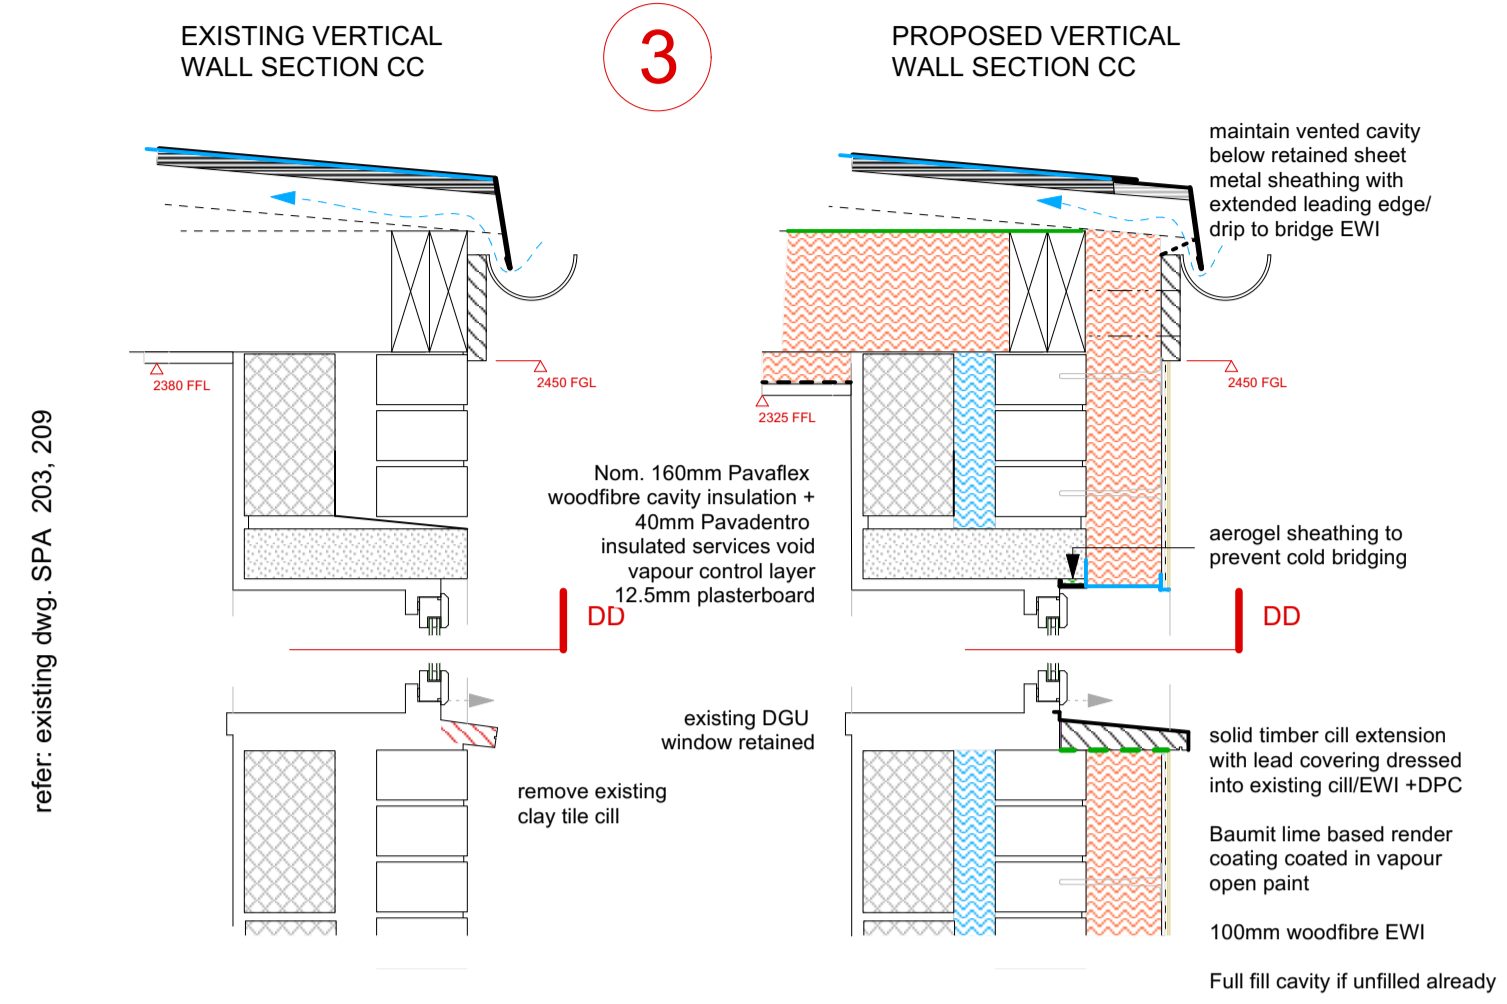 EXISTING VERTICAL
WALL SECTION CC
3
PROPOSED VERTICAL
WALL SECTION CC
maintain vented cavity
below retained sheet
metal sheathing with
extended leading edge/
drip to bridge EWI
2380 FFL
2450 FGL
2325 FFL
2450 FGL
refer: existing dwg. SPA 203, 209
Nom. 160mm Pavaflex
woodfibre cavity insulation +
40mm Pavadentro
insulated services void
vapour control layer
12.5mm plasterboard
aerogel sheathing to
prevent cold bridging
DD
DD
existing DGU
window retained
remove existing
clay tile cill
solid timber cill extension
with lead covering dressed
into existing cill/EWI +DPC
Baumit lime based render
coating coated in vapour
open paint
100mm woodfibre EWI
Full fill cavity if unfilled already